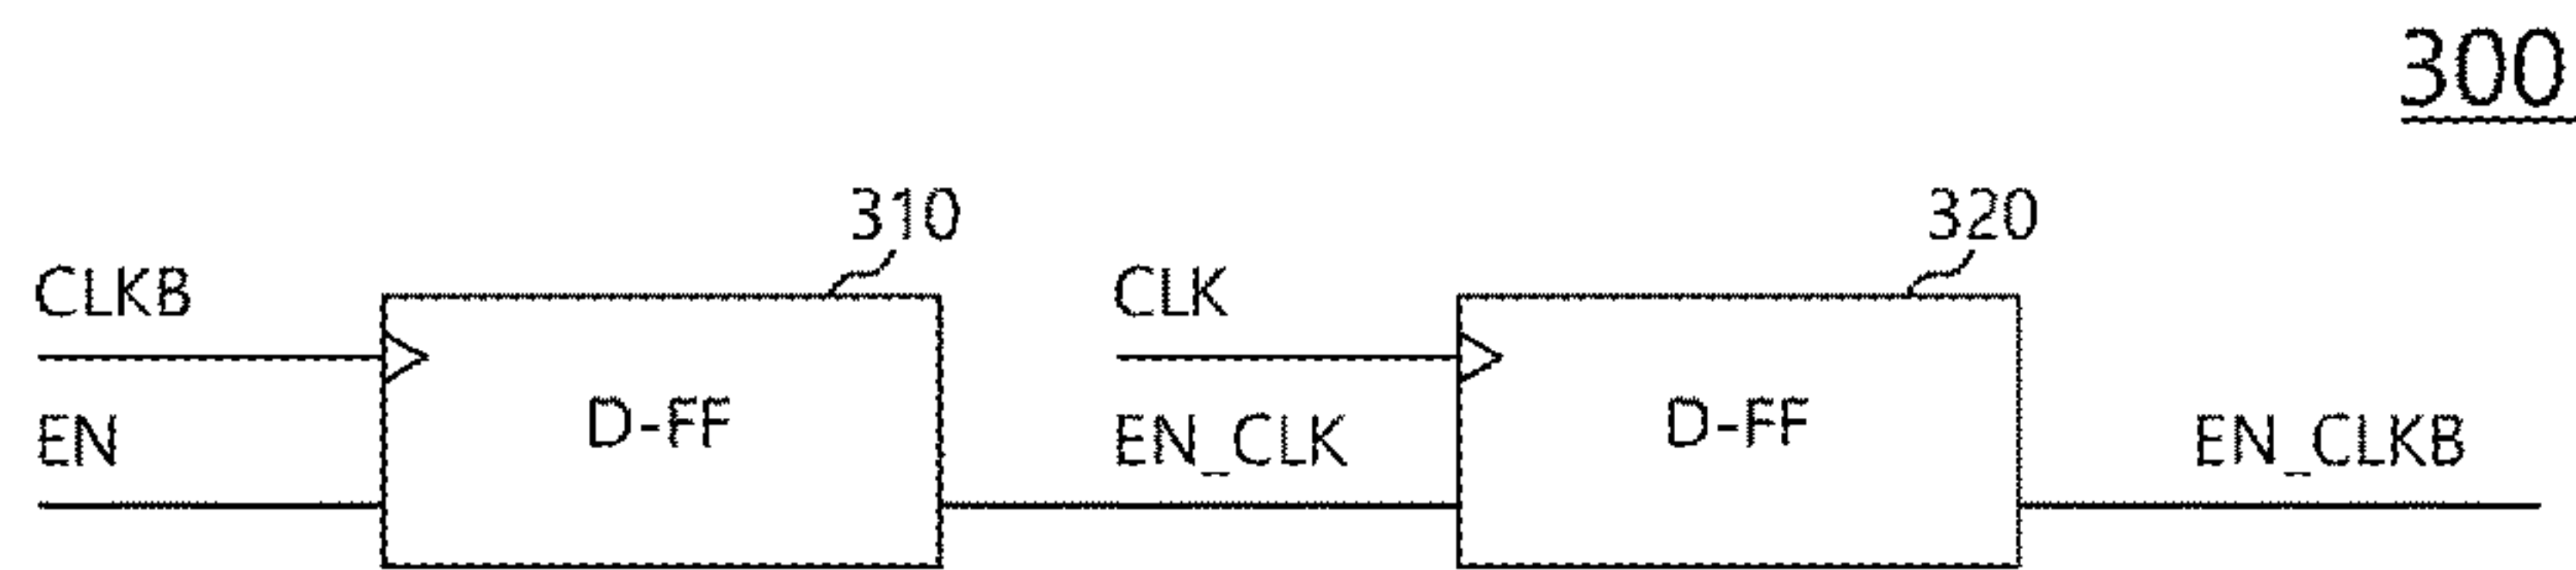 300
310
320
CLKB
CLK
EN
D-FF
EN_CLK
D-FF
EN_CLKB